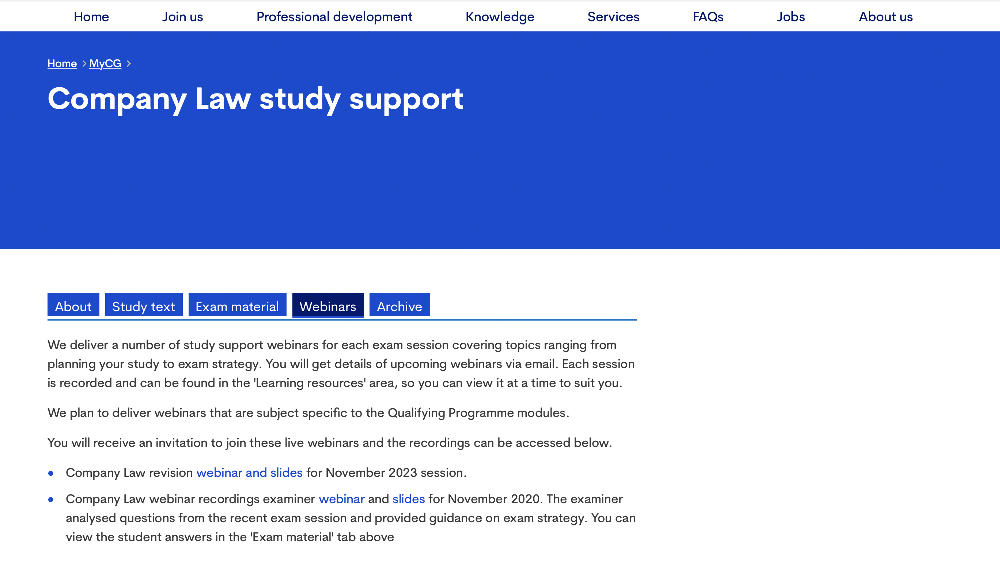 Home Join us Professional development Knowledge Services FAQs Jobs About us
Home > MyCG >
Company Law study support
About Study text Exam material Webinars Archive
We deliver a number of study support webinars for each exam session covering topics ranging from
planning your study to exam strategy. You will get details of upcoming webinars via email. Each session
is recorded and can be found in the 'Learning resources' area, so you can view it at a time to suit you.
We plan to deliver webinars that are subject specific to the Qualifying Programme modules.
You will receive an invitation to join these live webinars and the recordings can be accessed below.
• Company Law revision webinar and slides for November 2023 session.
• Company Law webinar recordings examiner webinar and slides for November 2020. The examiner
analysed questions from the recent exam session and provided guidance on exam strategy. You can
view the student answers in the 'Exam material' tab above